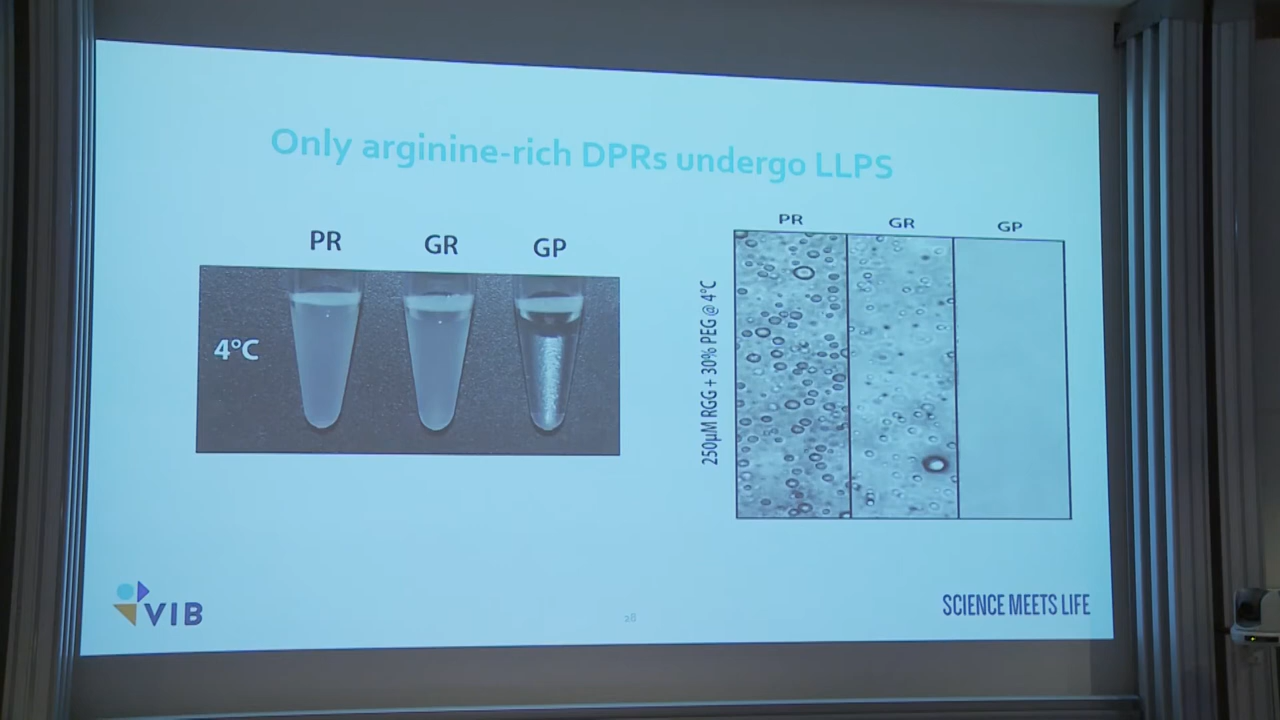 Only arginine-rich DPRs undergo LLPS
PR GR GP
4°C
PR GR GP
250µM RGG + 30% PEG @ 4°C
VIB
28
SCIENCE MEETS LIFE